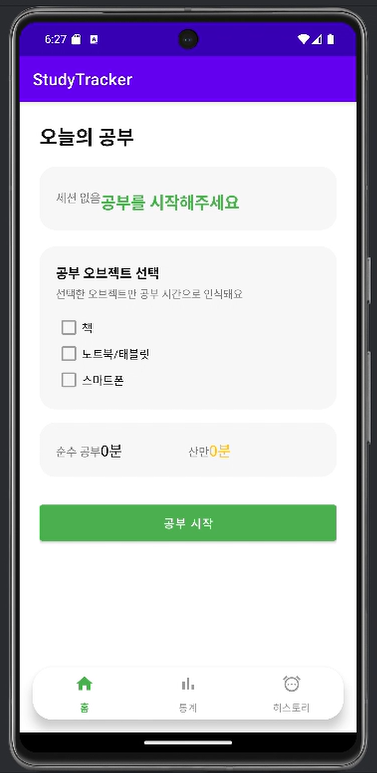 6:27
StudyTracker
오늘의 공부
세션 없음 공부를 시작해주세요
공부 오브젝트 선택
선택한 오브젝트만 공부 시간으로 인식돼요
책
노트북/태블릿
스마트폰
순수 공부 0분 산만 0분
공부 시작
홈 통계 히스토리